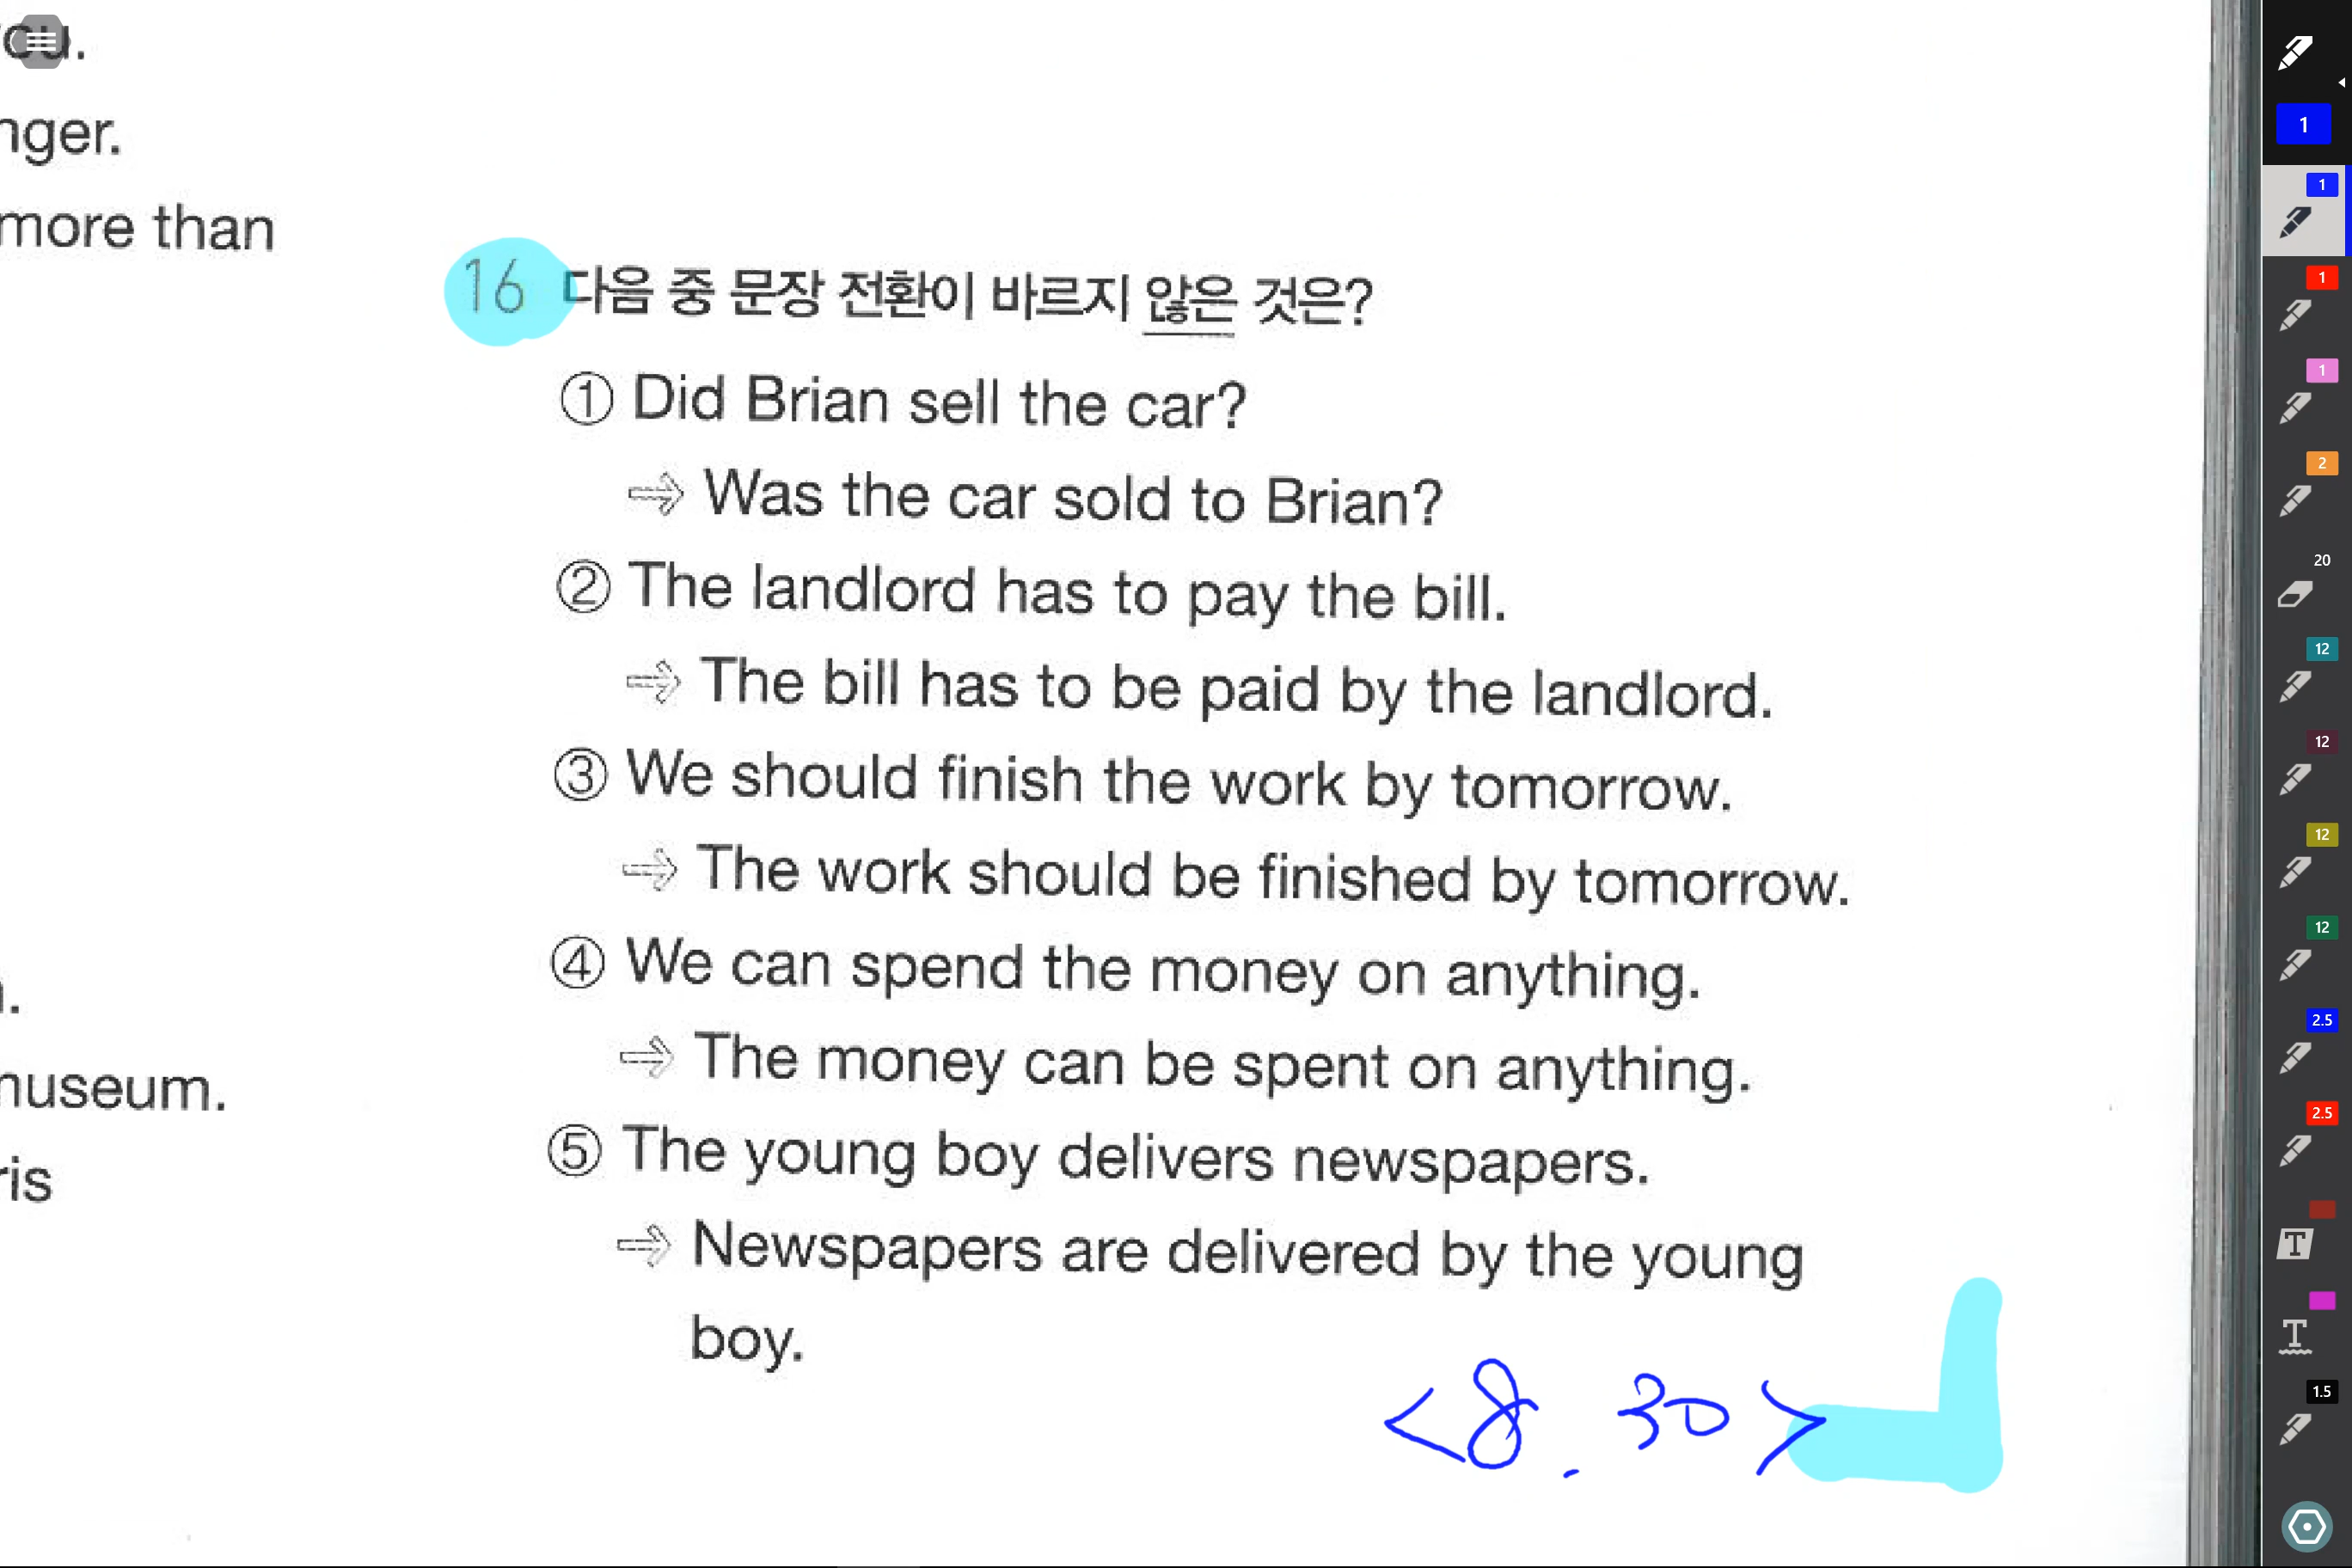 nger.
more than
16 다음 중 문장 전환이 바르지 않은 것은?
① Did Brian sell the car?
⇨ Was the car sold to Brian?
② The landlord has to pay the bill.
⇨ The bill has to be paid by the landlord.
③ We should finish the work by tomorrow.
⇨ The work should be finished by tomorrow.
④ We can spend the money on anything.
⇨ The money can be spent on anything.
⑤ The young boy delivers newspapers.
⇨ Newspapers are delivered by the young
boy.
museum.
ris
<8. 30>
1
1
1
1
2
20
12
12
12
12
2.5
2.5
T
T
1.5